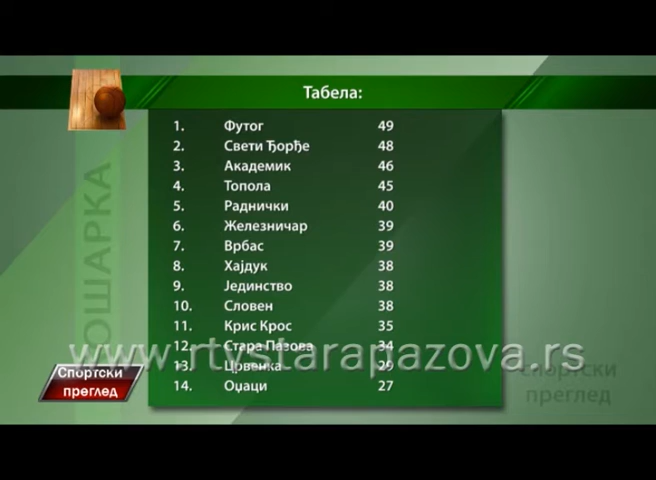 Табела:
1. Футог 49
2. Свети Ђорђе 48
3. Академик 46
4. Топола 45
5. Раднички 40
6. Железничар 39
7. Врбас 39
8. Хајдук 38
9. Јединство 38
10. Словен 38
11. Крис Крос 35
12. Стара Пазова 34
13. Црвенка 29
14. Оџаци 27
www.rtvstarapazova.rs
Спортски
преглед
Спортски
преглед
ОШАРКА